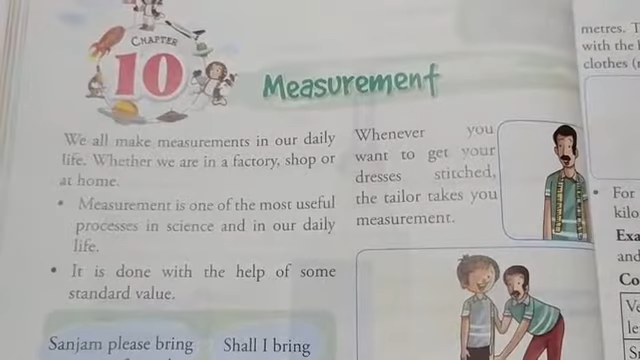 CHAPTER
10
Measurement
We all make measurements in our daily
life. Whether we are in a factory, shop or
at home.
• Measurement is one of the most useful
processes in science and in our daily
life.
• It is done with the help of some
standard value.
Sanjam please bring
Shall I bring
Whenever you
want to get your
dresses stitched,
the tailor takes you
measurement.
metres. T
with the
clothes (
• For
kilo
Exa
and
Co